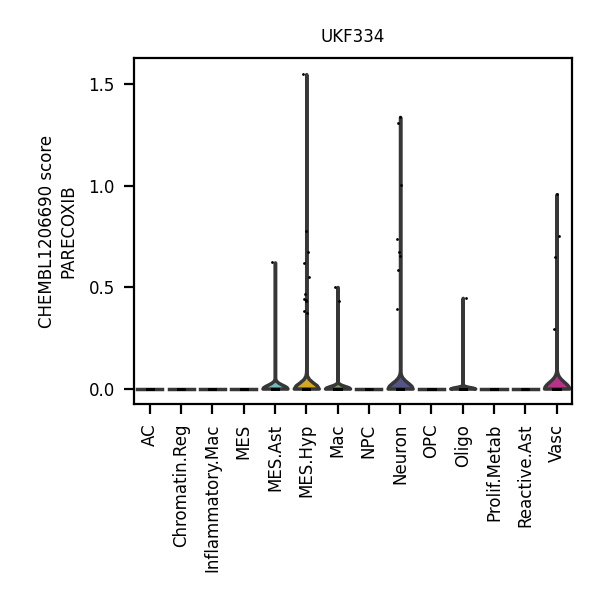 UKF334
CHEMBL1206690 score
PARECOXIB
1.5
1.0
0.5
0.0
AC
Chromatin.Reg
Inflammatory.Mac
MES
MES.Ast
MES.Hyp
Mac
NPC
Neuron
OPC
Oligo
Prolif.Metab
Reactive.Ast
Vasc